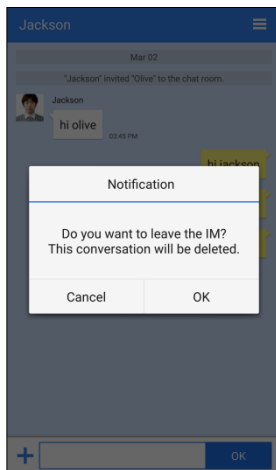 Jackson
Mar 02
"Jackson" invited "Olive" to the chat room.
Jackson
hi olive
03:45 PM
hi jackson
Notification
Do you want to leave the IM?
This conversation will be deleted.
Cancel
OK
OK